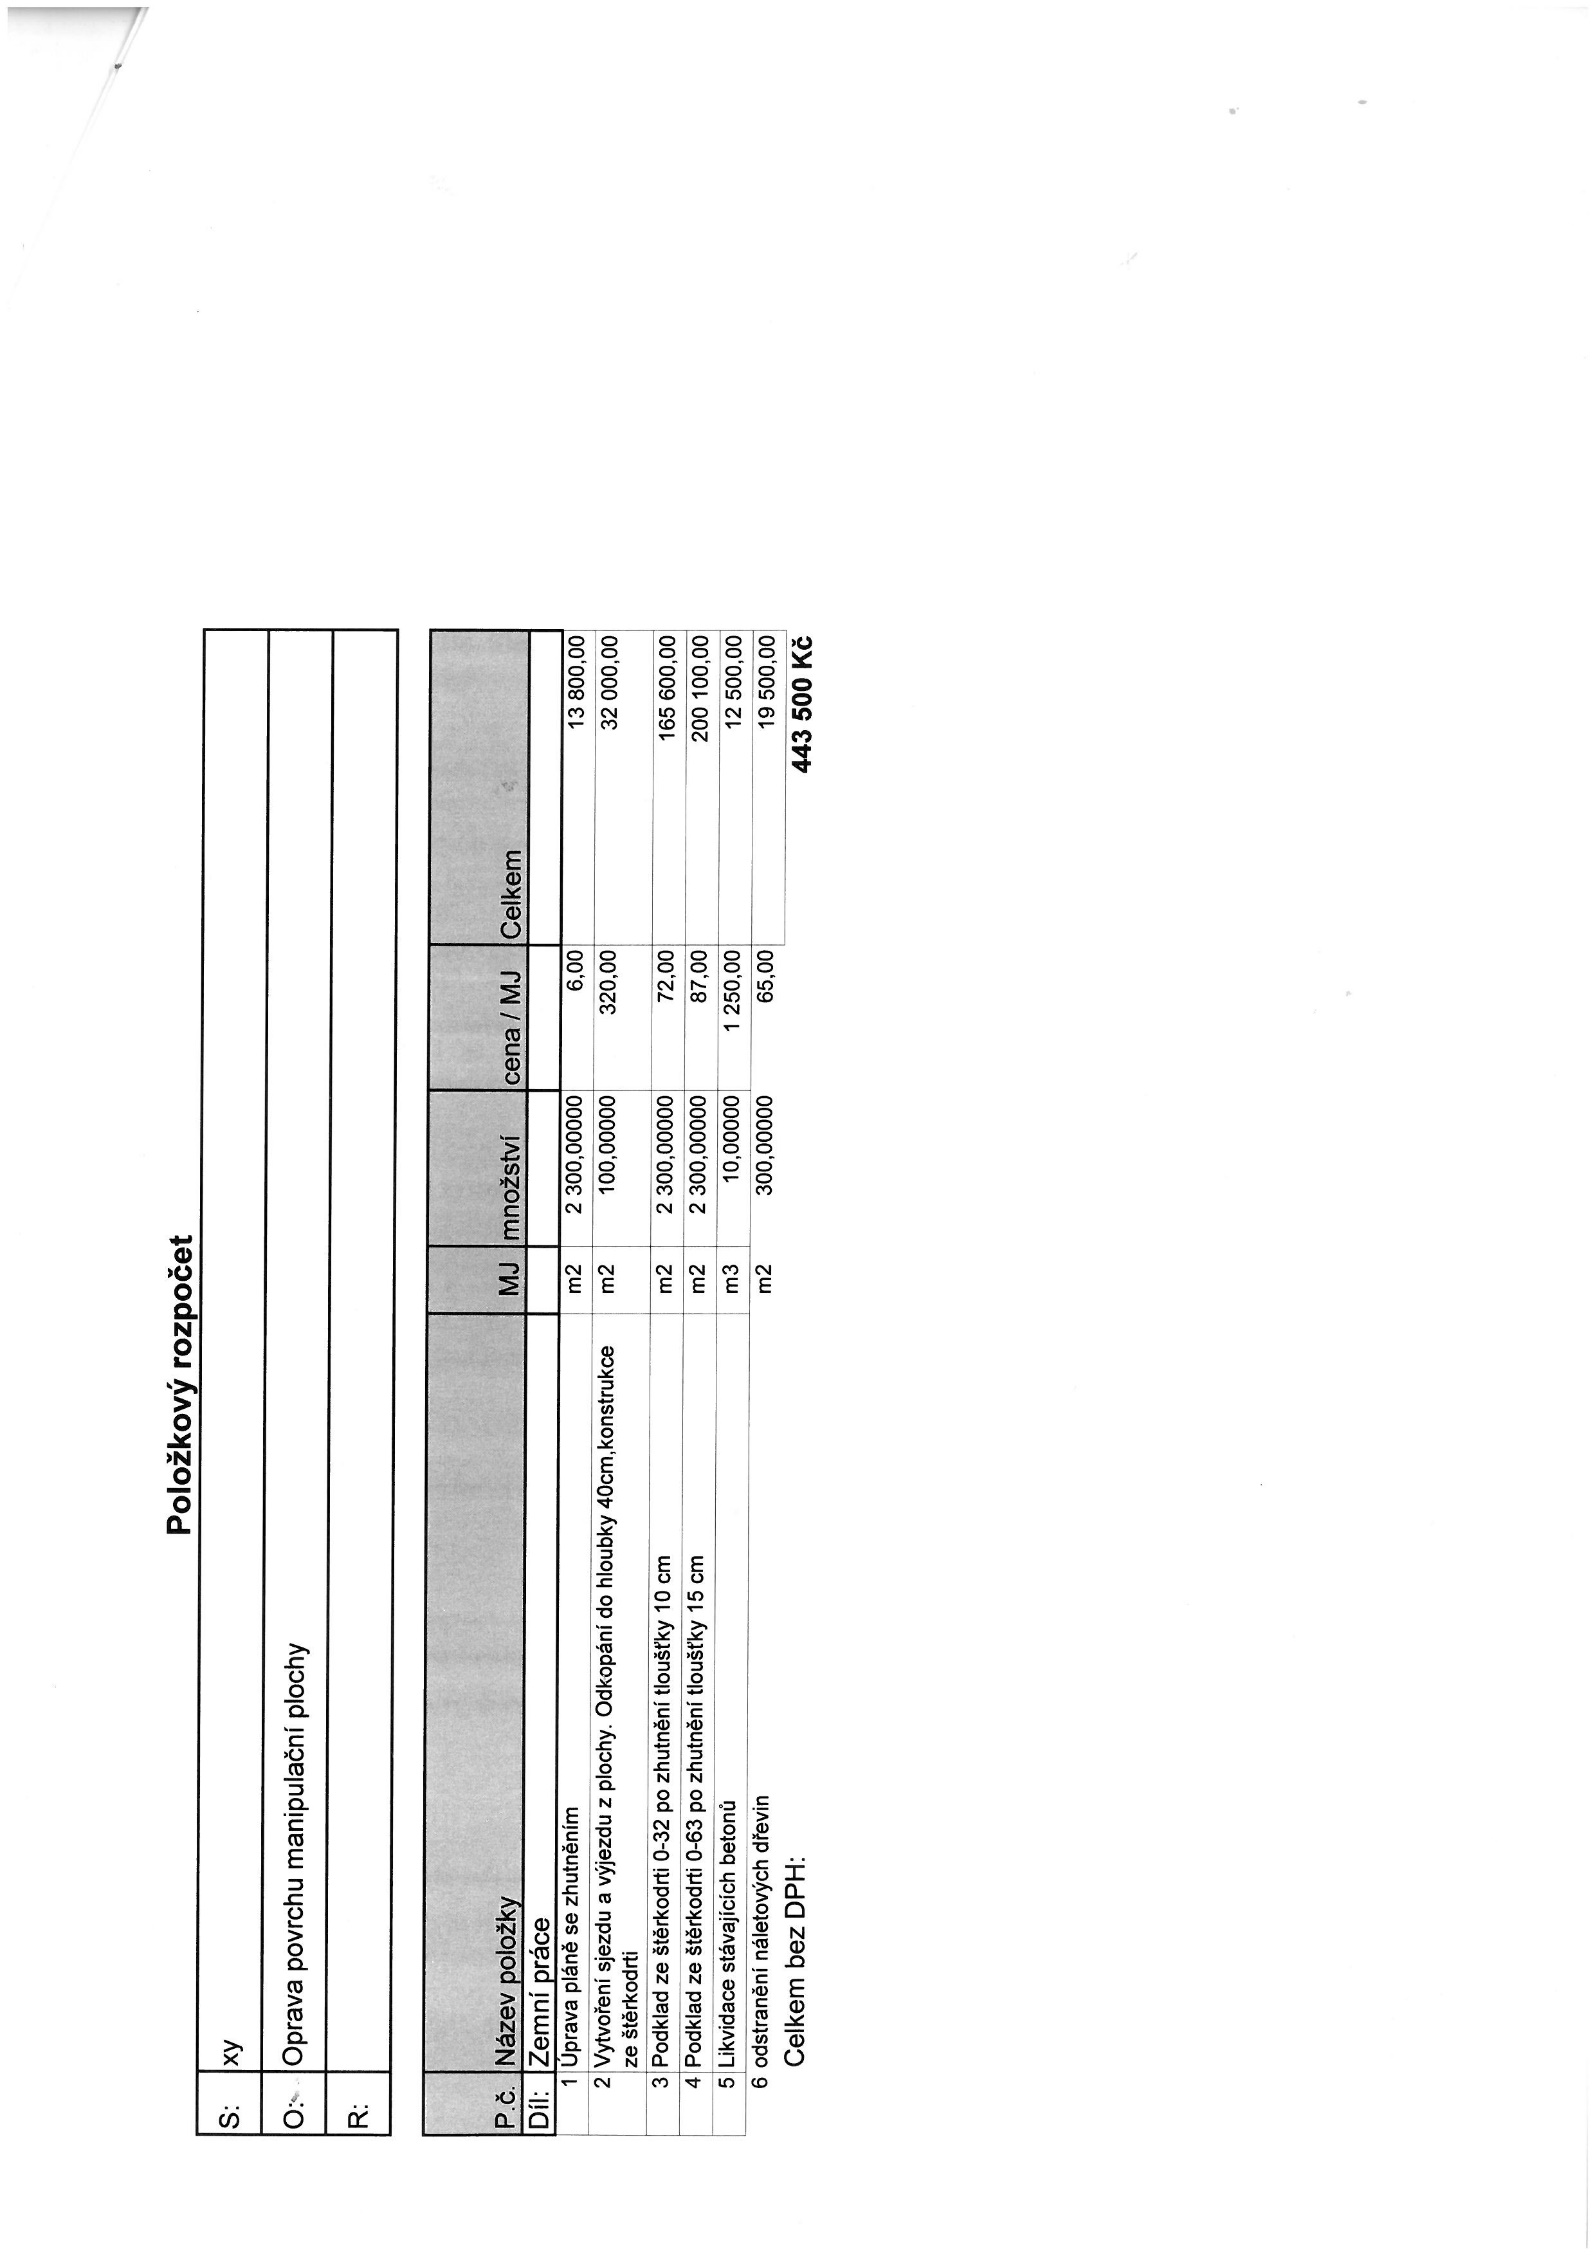 Položkový rozpočet
S: xy
O: Oprava povrchu manipulační plochy
R:
P.č. Název položky MJ množství cena / MJ Celkem
Díl: Zemní práce
1 Úprava pláně se zhutněním m2 2 300,00000 6,00 13 800,00
2 Vytvoření sjezdu a výjezdu z plochy. Odkopání do hloubky 40cm,konstrukce m2 100,00000 320,00 32 000,00
ze štěrkodrti
3 Podklad ze štěrkodrti 0-32 po zhutnění tloušťky 10 cm m2 2 300,00000 72,00 165 600,00
4 Podklad ze štěrkodrti 0-63 po zhutnění tloušťky 15 cm m2 2 300,00000 87,00 200 100,00
5 Likvidace stávajících betonů m3 10,00000 1 250,00 12 500,00
6 odstranění náletových dřevin m2 300,00000 65,00 19 500,00
Celkem bez DPH: 443 500 Kč